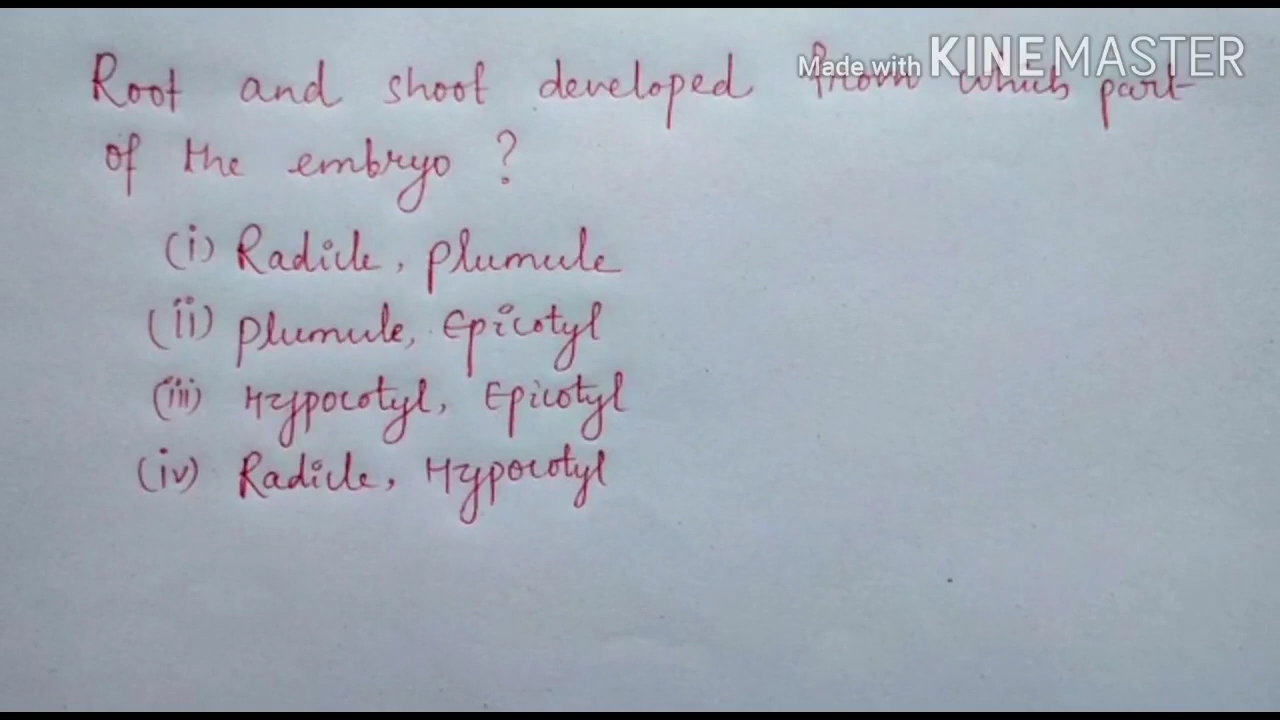 Made with KINEMASTER
Root and shoot developed from which part
of the embryo ?
(i) Radicle, plumule
(ii) plumule, Epicotyl
(iii) Hypocotyl, Epicotyl
(iv) Radicle, Hypocotyl